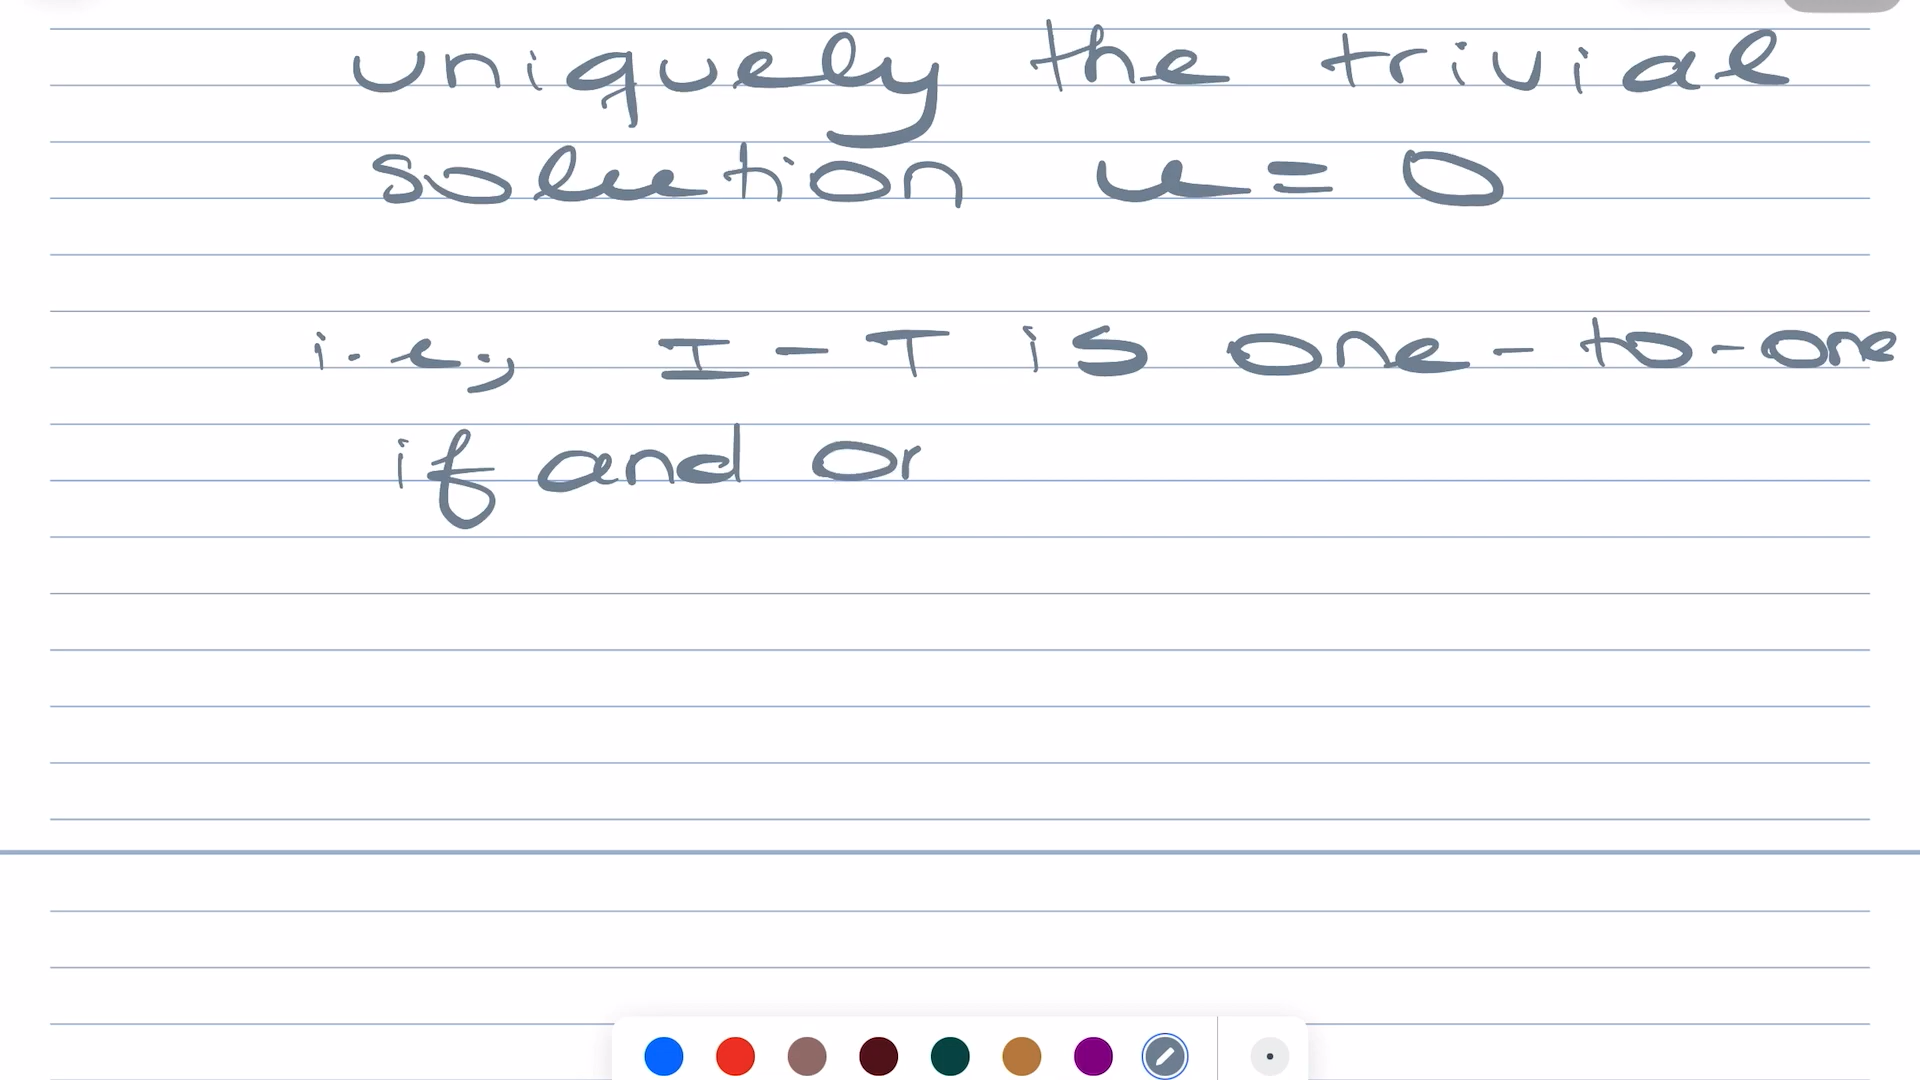 uniquely the trivial
solution u = 0
i.e., I - T is one-to-one
if and or